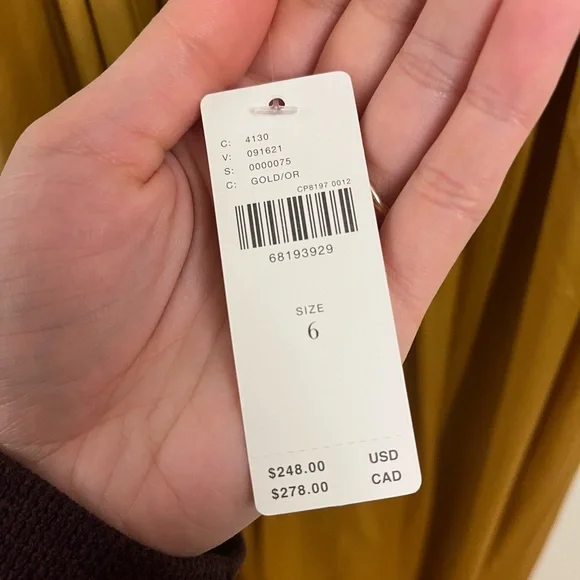 C: 4130
V: 091621
S: 0000075
C: GOLD/OR
CP8197 0012
68193929
SIZE
6
$248.00 USD
$278.00 CAD